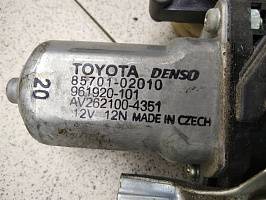 TOYOTA DENSO
85701-02010
961920-101
AV262100-4351
12V 12N MADE IN CZECH
20